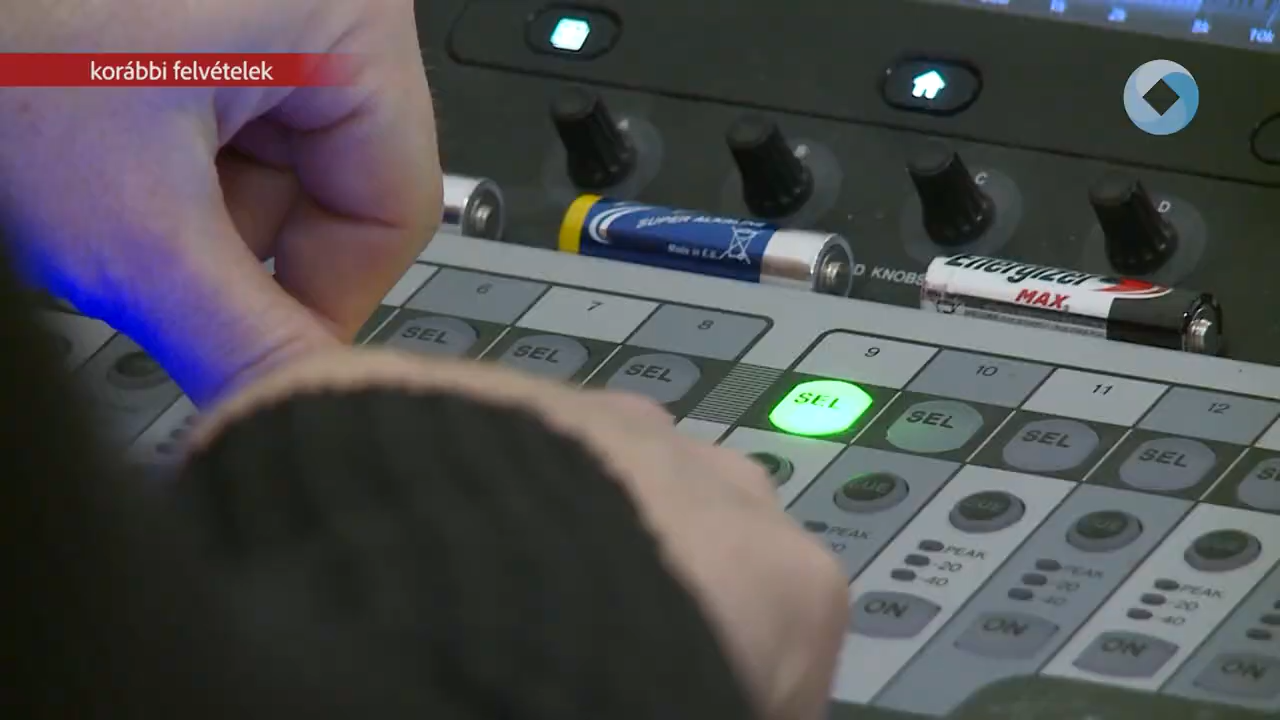 korábbi felvételek
C
D
SUPER ALKALINE
Made in E.U.
D KNOBS
Energizer
MAX.
6
7
8
9
10
11
12
SEL
SEL
SEL
SEL
SEL
SEL
SEL
CUE
PEAK
PEAK
-20
-40
PEAK
-20
-40
PEAK
-20
-40
ON
ON
ON
ON